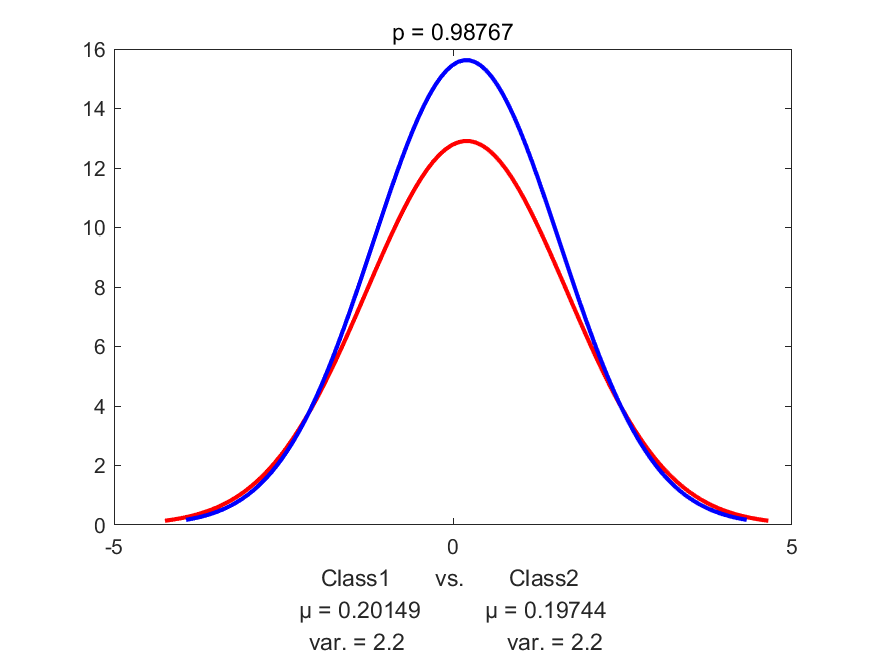 p = 0.98767
16
14
12
10
8
6
4
2
0
-5 0 5
Class1 vs. Class2
μ = 0.20149 μ = 0.19744
var. = 2.2 var. = 2.2